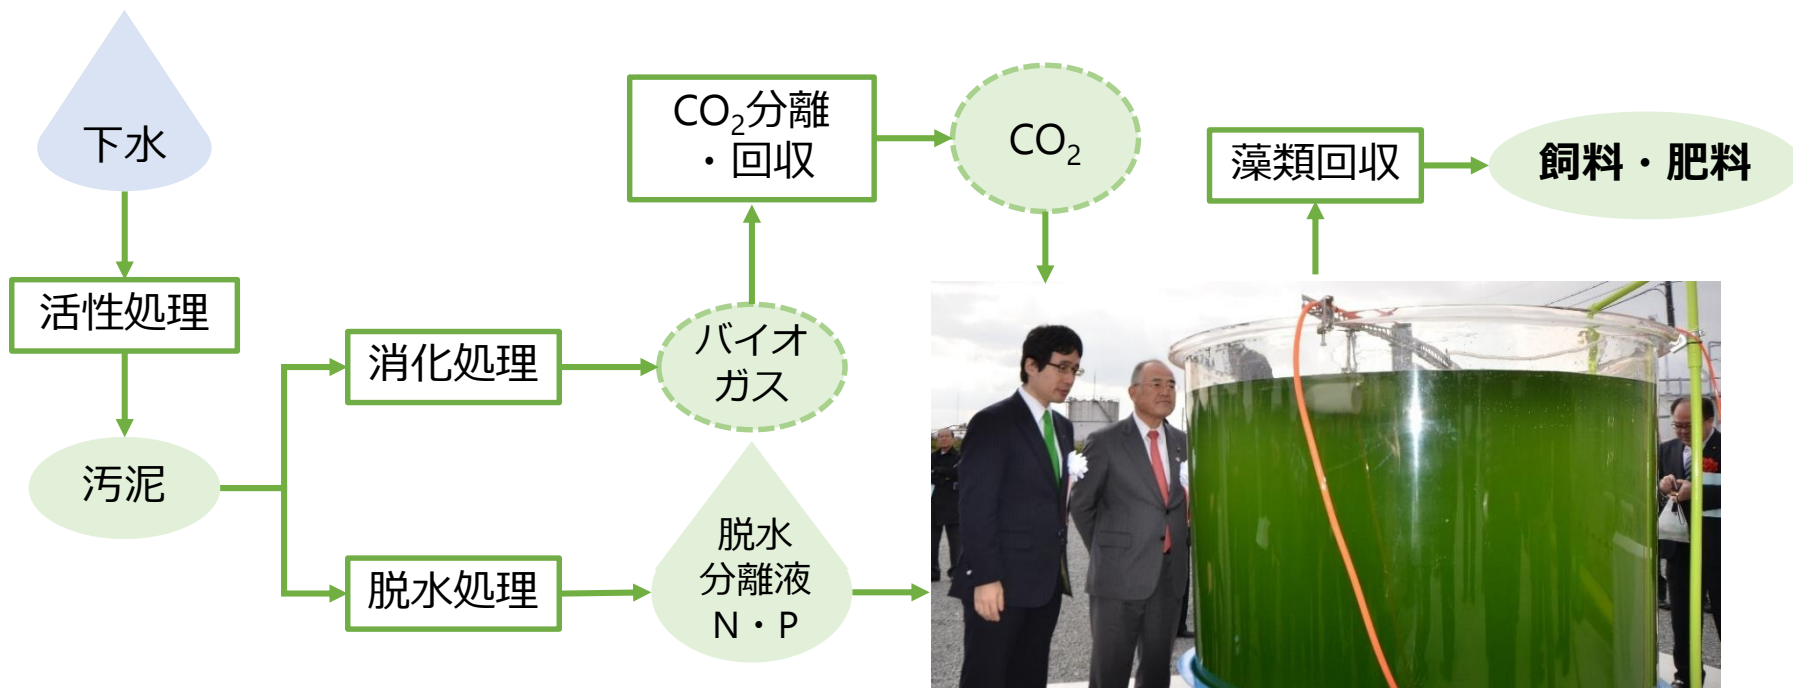 下水
活性処理
汚泥
消化処理
脱水処理
バイオ
ガス
脱水
分離液
N・P
CO₂分離
・回収
CO₂
藻類回収
飼料・肥料